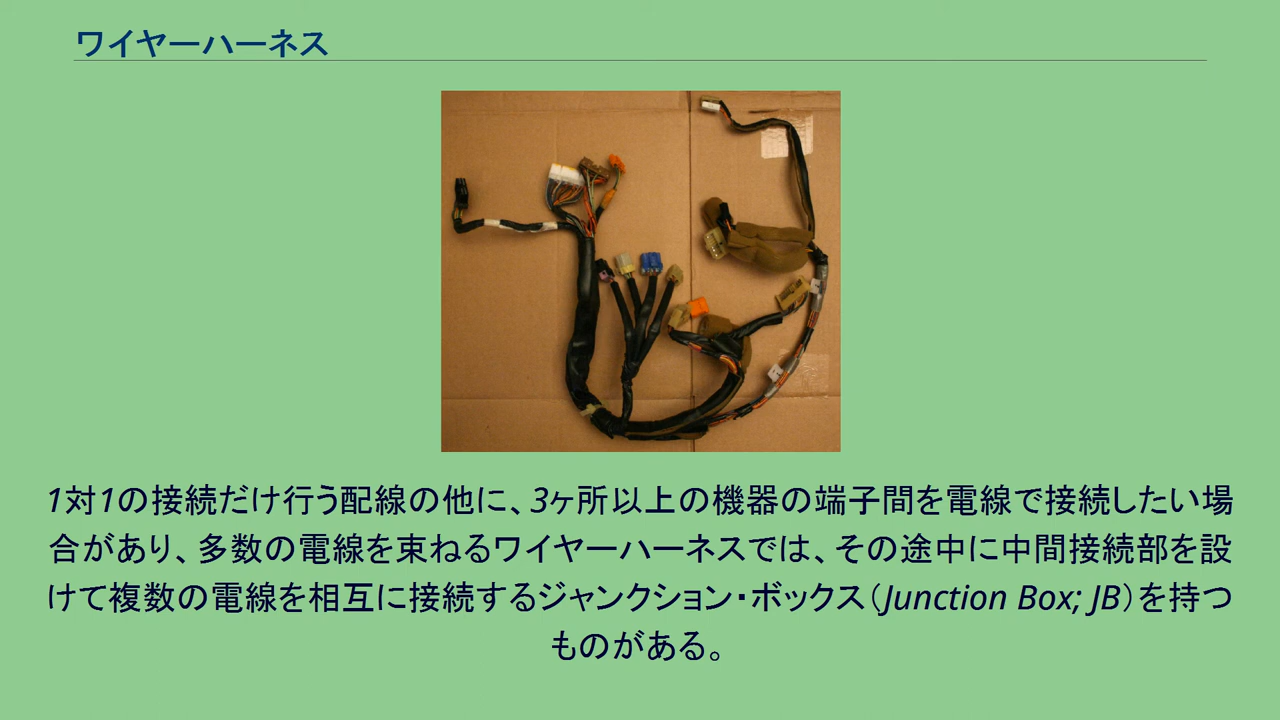 ワイヤーハーネス
1対1の接続だけ行う配線の他に、3ヶ所以上の機器の端子間を電線で接続したい場
合があり、多数の電線を束ねるワイヤーハーネスでは、その途中に中間接続部を設
けて複数の電線を相互に接続するジャンクション・ボックス（Junction Box; JB）を持つ
ものがある。